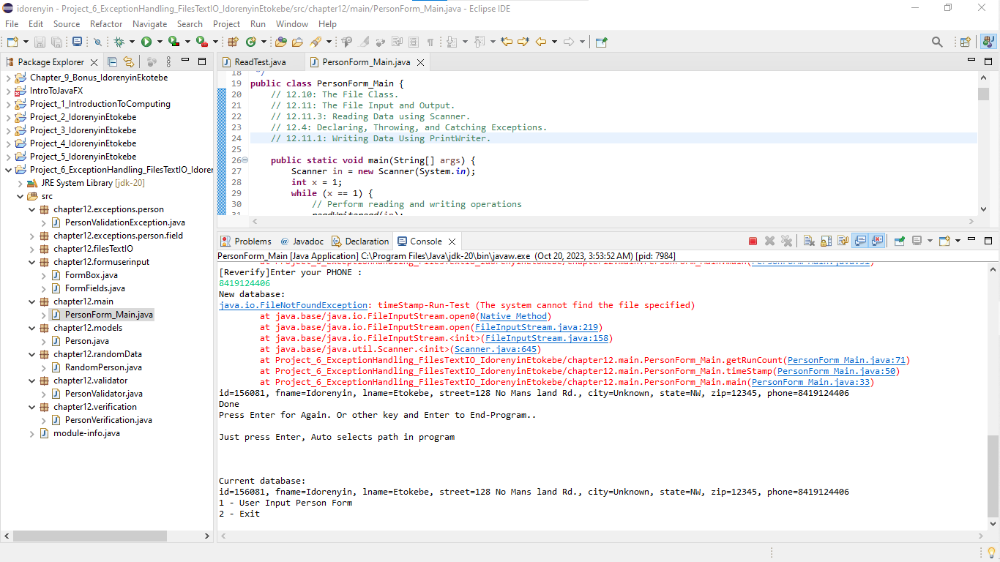 idorenyin - Project_6_ExceptionHandling_FilesTextIO_IdorenyinEtokebe/src/chapter12/main/PersonForm_Main.java - Eclipse IDE
File Edit Source Refactor Navigate Search Project Run Window Help
Package Explorer
Chapter_9_Bonus_IdorenyinEkotebe
IntroToJavaFX
Project_1_IntroductionToComputing
Project_2_IdorenyinEtokebe
Project_3_IdorenyinEtokebe
Project_4_IdorenyinEtokebe
Project_5_IdorenyinEtokebe
Project_6_ExceptionHandling_FilesTextIO_Idoren
JRE System Library [jdk-20]
src
chapter12.exceptions.person
PersonValidationException.java
chapter12.exceptions.person.field
chapter12.filesTextIO
chapter12.formuserinput
FormBox.java
FormFields.java
chapter12.main
PersonForm_Main.java
chapter12.models
Person.java
chapter12.randomData
RandomPerson.java
chapter12.validator
PersonValidator.java
chapter12.verification
PersonVerification.java
module-info.java
ReadTest.java PersonForm_Main.java
18 */
19 public class PersonForm_Main {
20 // 12.10: The File Class.
21 // 12.11: The File Input and Output.
22 // 12.11.3: Reading Data using Scanner.
23 // 12.4: Declaring, Throwing, and Catching Exceptions.
24 // 12.11.1: Writing Data Using PrintWriter.
25
26 public static void main(String[] args) {
27 Scanner in = new Scanner(System.in);
28 int x = 1;
29 while (x == 1) {
30 // Perform reading and writing operations
31 readWriteread(in);
Problems Javadoc Declaration Console
PersonForm_Main [Java Application] C:\Program Files\Java\jdk-20\bin\javaw.exe (Oct 20, 2023, 3:53:52 AM) [pid: 7984]
[Reverify]Enter your PHONE :
8419124406
New database:
java.io.FileNotFoundException: timeStamp-Run-Test (The system cannot find the file specified)
at java.base/java.io.FileInputStream.open0(Native Method)
at java.base/java.io.FileInputStream.open(FileInputStream.java:219)
at java.base/java.io.FileInputStream.<init>(FileInputStream.java:158)
at java.base/java.util.Scanner.<init>(Scanner.java:645)
at Project_6_ExceptionHandling_FilesTextIO_IdorenyinEtokebe/chapter12.main.PersonForm_Main.getRunCount(PersonForm_Main.java:71)
at Project_6_ExceptionHandling_FilesTextIO_IdorenyinEtokebe/chapter12.main.PersonForm_Main.timeStamp(PersonForm_Main.java:50)
at Project_6_ExceptionHandling_FilesTextIO_IdorenyinEtokebe/chapter12.main.PersonForm_Main.main(PersonForm_Main.java:33)
id=156081, fname=Idorenyin, lname=Etokebe, street=128 No Mans land Rd., city=Unknown, state=NW, zip=12345, phone=8419124406
Done
Press Enter for Again. Or other key and Enter to End-Program..
Just press Enter, Auto selects path in program
Current database:
id=156081, fname=Idorenyin, lname=Etokebe, street=128 No Mans land Rd., city=Unknown, state=NW, zip=12345, phone=8419124406
1 - User Input Person Form
2 - Exit